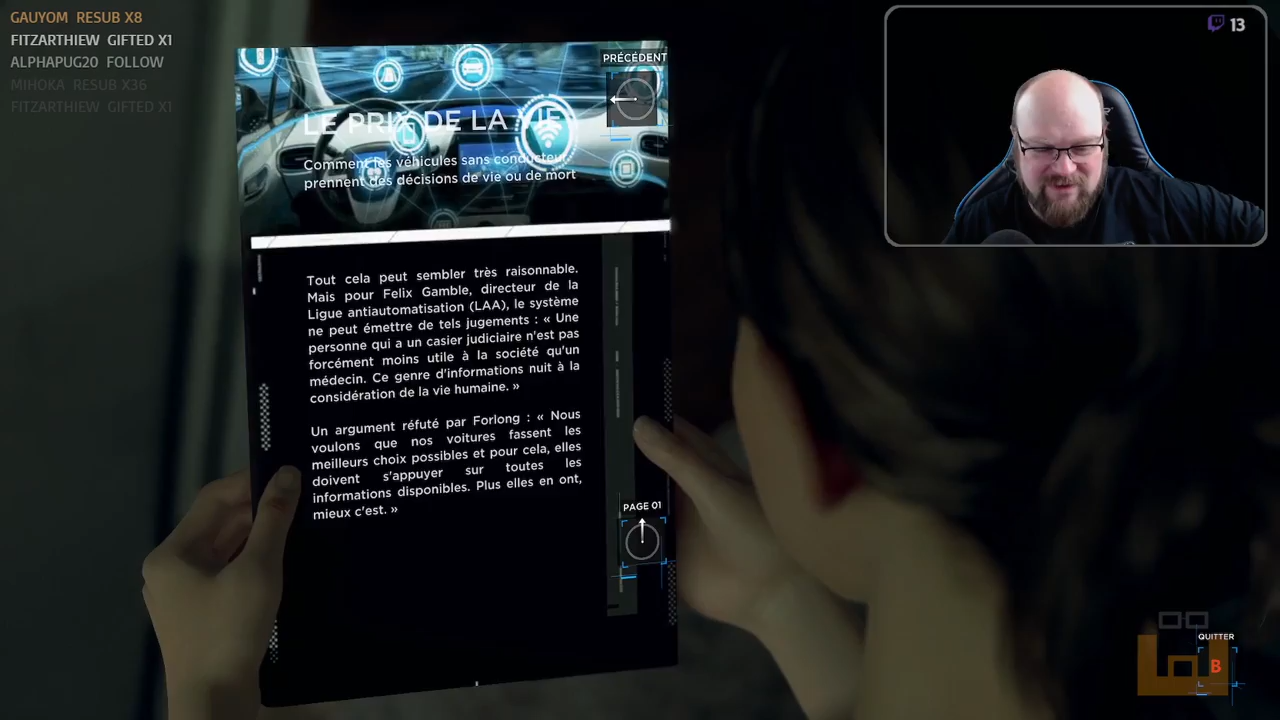 GAUYOM RESUB X8
FITZARTHIEW GIFTED X1
ALPHAPUG20 FOLLOW
MIHOKA RESUB X36
FITZARTHIEW GIFTED X1
13
PRÉCÉDENT
LE PRIX DE LA VIE
Comment les véhicules sans conducteur
prennent des décisions de vie ou de mort
Tout cela peut sembler très raisonnable.
Mais pour Felix Gamble, directeur de la
Ligue antiautomatisation (LAA), le système
ne peut émettre de tels jugements : « Une
personne qui a un casier judiciaire n'est pas
forcément moins utile à la société qu'un
médecin. Ce genre d'informations nuit à la
considération de la vie humaine. »
Un argument réfuté par Forlong : « Nous
voulons que nos voitures fassent les
meilleurs choix possibles et pour cela, elles
doivent s'appuyer sur toutes les
informations disponibles. Plus elles en ont,
mieux c'est. »
PAGE 01
QUITTER
B